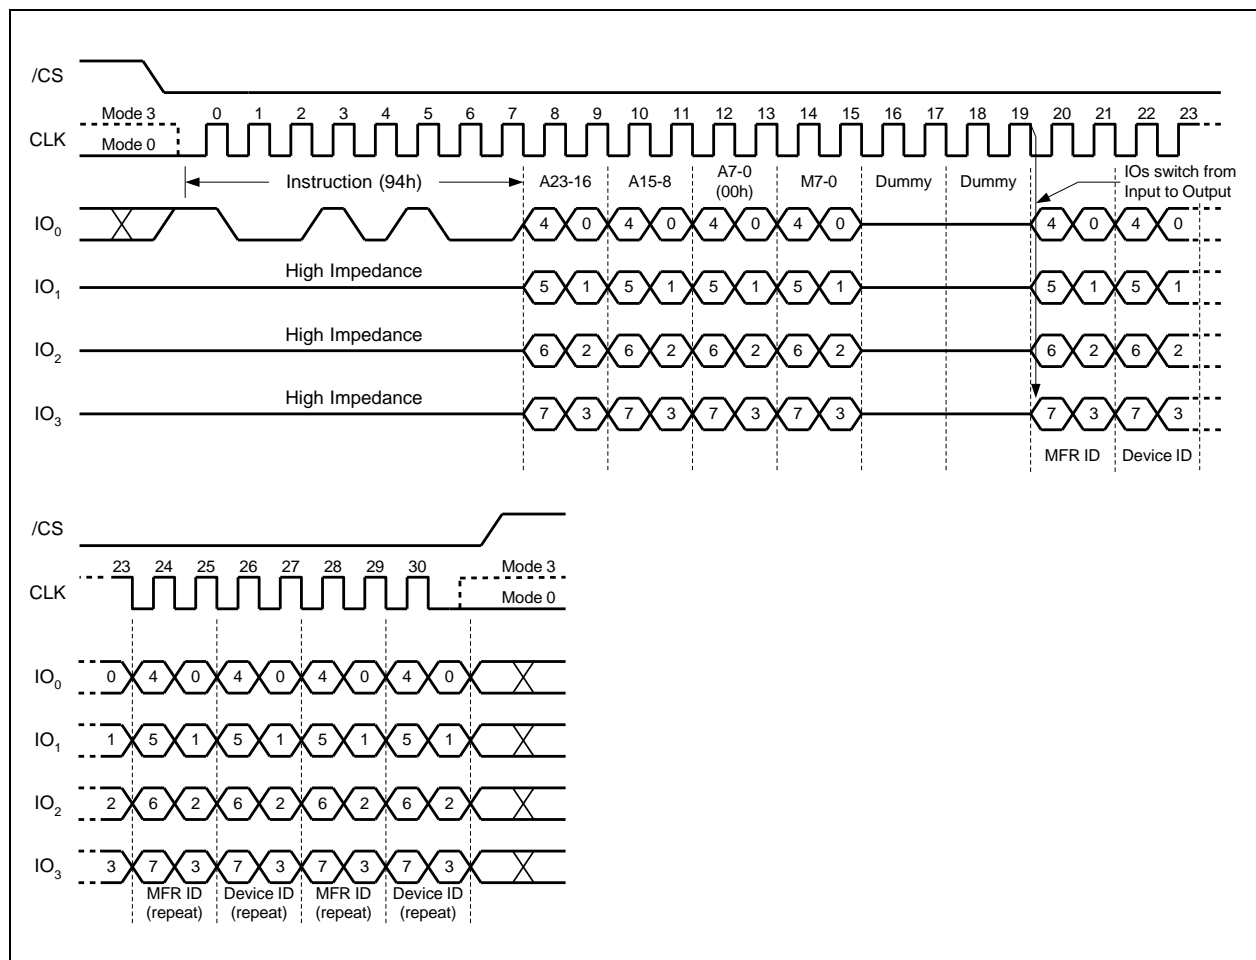 /CS
Mode 3 0 1 2 3 4 5 6 7 8 9 10 11 12 13 14 15 16 17 18 19 20 21 22 23
CLK
Mode 0
Instruction (94h) A23-16 A15-8 A7-0 (00h) M7-0 Dummy Dummy
IOs switch from
Input to Output
IO0 4 0 4 0 4 0 4 0 4 0 4 0
High Impedance
IO1 5 1 5 1 5 1 5 1 5 1 5 1
High Impedance
IO2 6 2 6 2 6 2 6 2 6 2 6 2
High Impedance
IO3 7 3 7 3 7 3 7 3 7 3 7 3
MFR ID Device ID
/CS
23 24 25 26 27 28 29 30 Mode 3
CLK
Mode 0
IO0 0 4 0 4 0 4 0 4 0
IO1 1 5 1 5 1 5 1 5 1
IO2 2 6 2 6 2 6 2 6 2
IO3 3 7 3 7 3 7 3 7 3
MFR ID Device ID MFR ID Device ID
(repeat) (repeat) (repeat) (repeat)